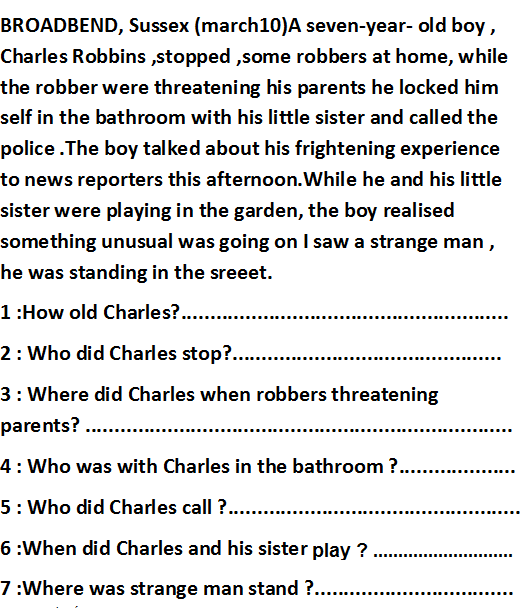 BROADBEND, Sussex (march10)A seven-year- old boy ,
Charles Robbins ,stopped ,some robbers at home, while
the robber were threatening his parents he locked him
self in the bathroom with his little sister and called the
police .The boy talked about his frightening experience
to news reporters this afternoon.While he and his little
sister were playing in the garden, the boy realised
something unusual was going on I saw a strange man ,
he was standing in the sreeet.
1 :How old Charles?........................................................
2 : Who did Charles stop?..............................................
3 : Where did Charles when robbers threatening
parents? .........................................................................
4 : Who was with Charles in the bathroom ?....................
5 : Who did Charles call ?..................................................
6 :When did Charles and his sister play ? ............................
7 :Where was strange man stand ?..................................